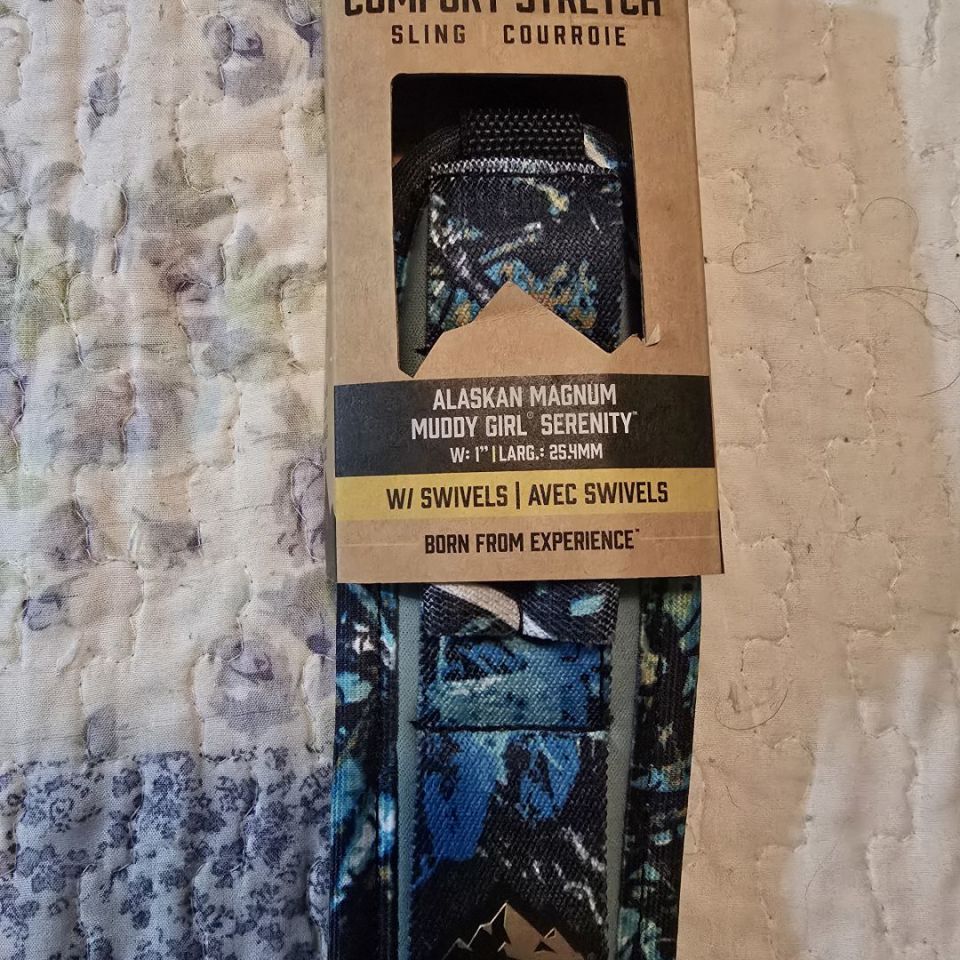 COMFORT STRETCH
SLING | COURROIE
ALASKAN MAGNUM
MUDDY GIRL® SERENITY™
W: 1" | LARG.: 25.4MM
W/ SWIVELS | AVEC SWIVELS
BORN FROM EXPERIENCE™